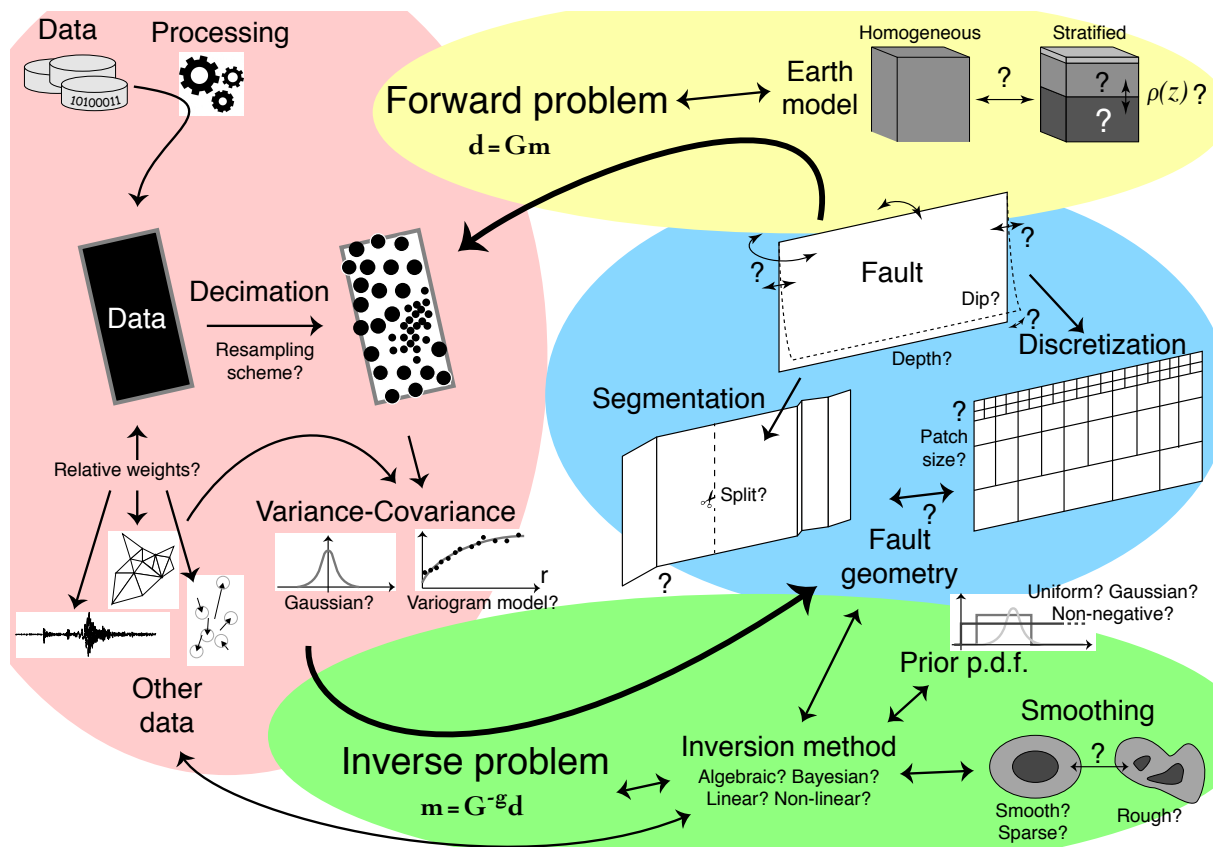 Data
Processing
10100011
Data
Decimation
Resampling
scheme?
Relative weights?
Variance-Covariance
Gaussian?
r
Variogram model?
Other
data
Forward problem
d = Gm
Earth
model
Homogeneous
?
Stratified
?
?
ρ(z) ?
Fault
?
?
Dip?
?
Depth?
Discretization
Segmentation
Split?
?
?
Patch
size?
?
Fault
geometry
Uniform? Gaussian?
Non-negative?
Prior p.d.f.
Inverse problem
m = G⁻ᵍd
Inversion method
Algebraic? Bayesian?
Linear? Non-linear?
Smoothing
?
Smooth?
Sparse?
Rough?